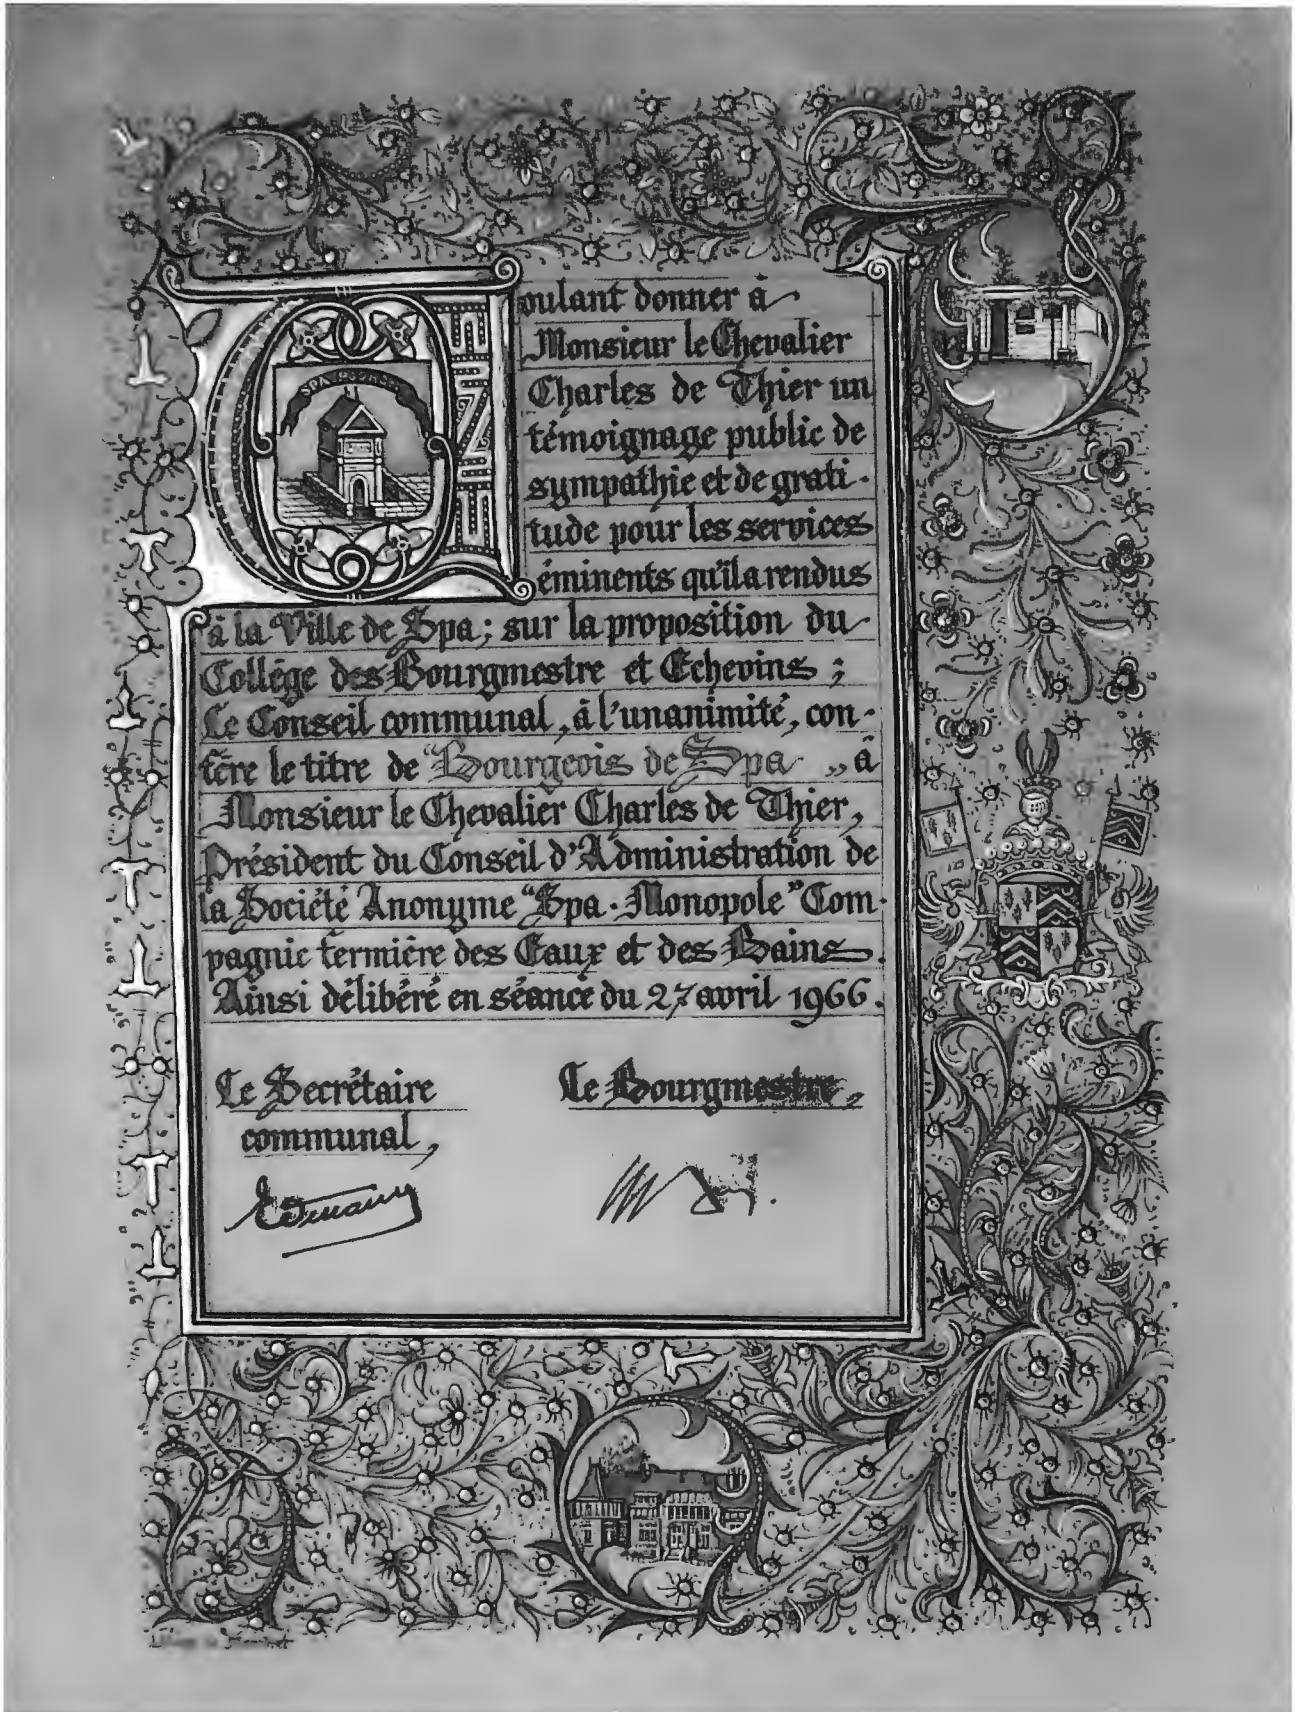 Voulant donner à
Monsieur le Chevalier
Charles de Thier un
témoignage public de
sympathie et de grati-
tude pour les services
éminents qu'il a rendus
à la Ville de Spa; sur la proposition du
Collège des Bourgmestre et Echevins;
Le Conseil communal, à l'unanimité, con-
fère le titre de "Bourgeois de Spa" à
Monsieur le Chevalier Charles de Thier,
Président du Conseil d'Administration de
la Société Anonyme "Spa-Monopole" Com-
pagnie fermière des Eaux et des Bains.
Ainsi délibéré en séance du 27 avril 1966.
Le Secrétaire
communal,
Le Bourgmestre,